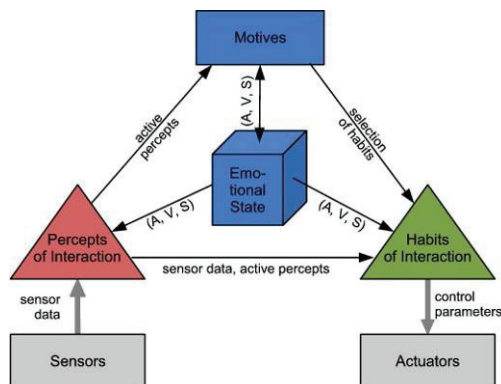 Motives
active
percepts
(A, V, S)
selection
of habits
Emo-
tional
State
(A, V, S)
(A, V, S)
Percepts
of Interaction
Habits
of Interaction
sensor data, active percepts
sensor
data
control
parameters
Sensors
Actuators